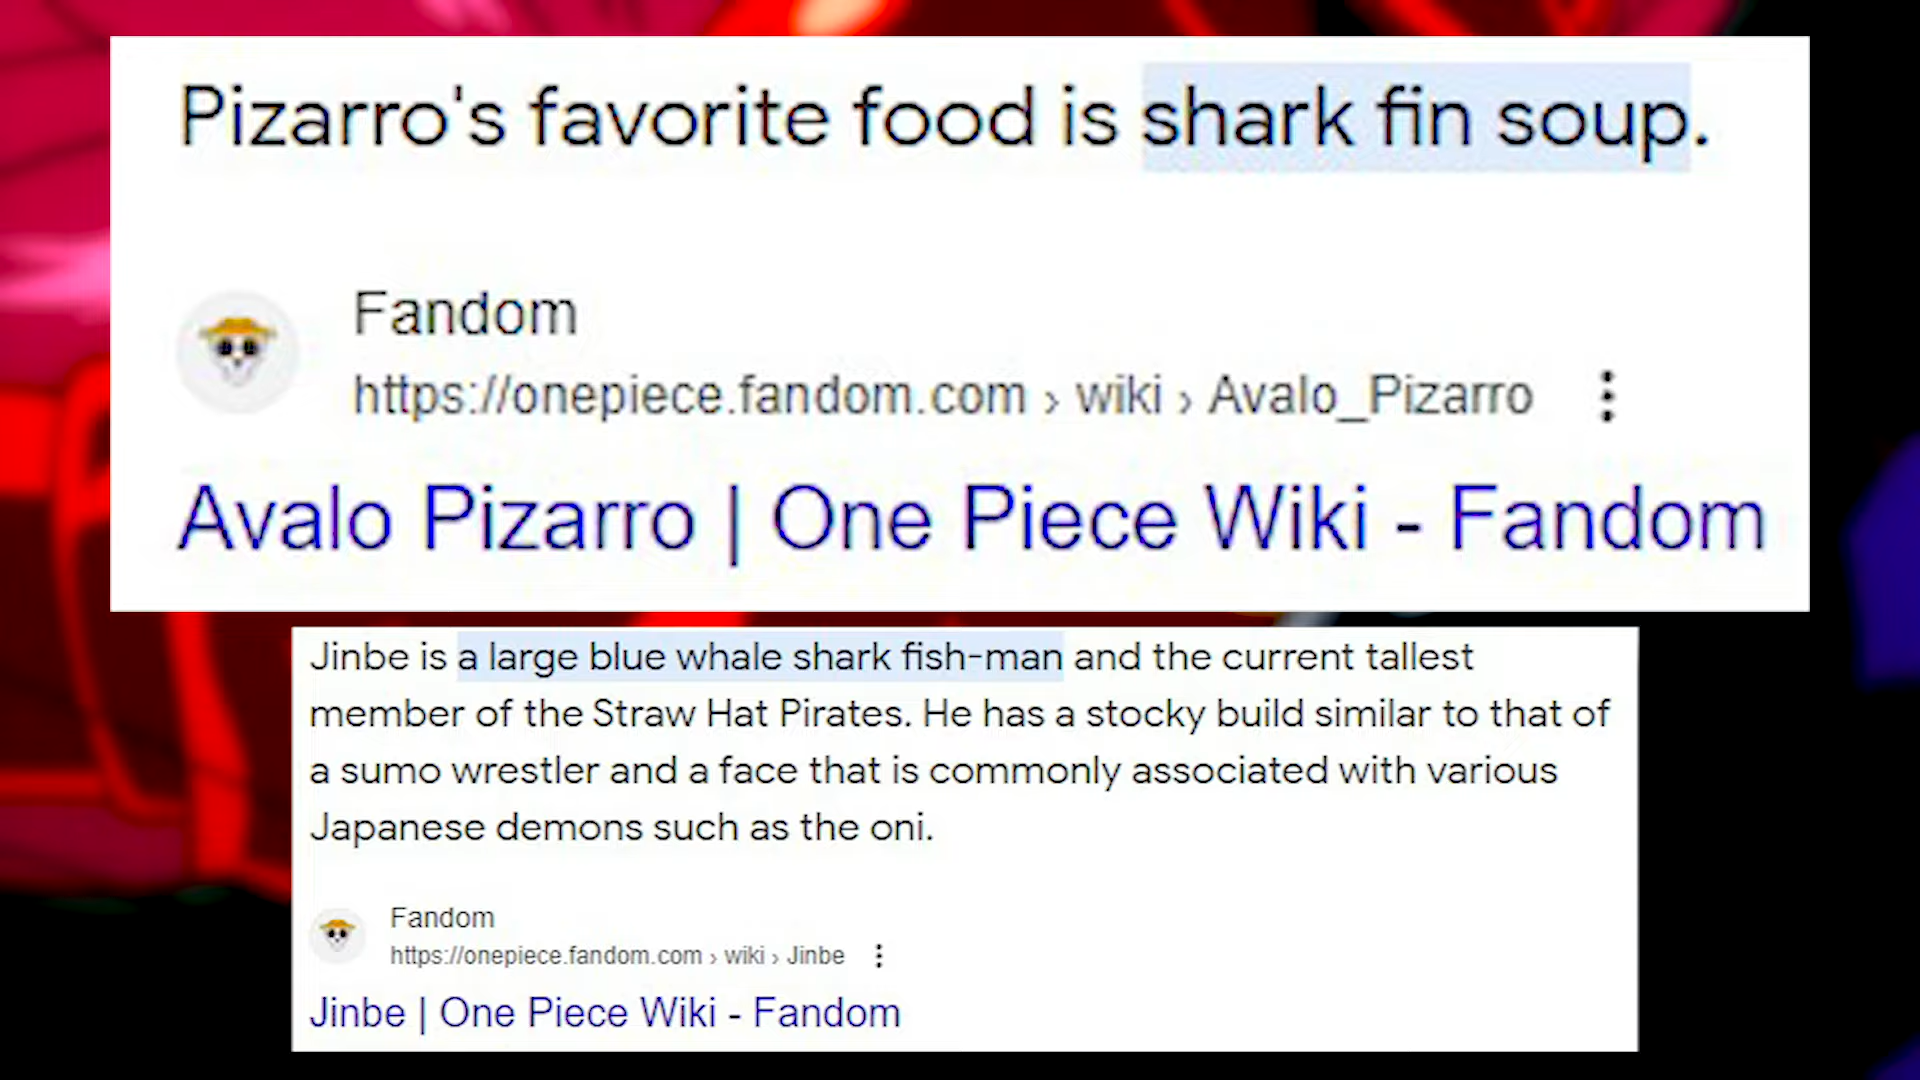 Pizarro's favorite food is shark fin soup.
Fandom
https://onepiece.fandom.com › wiki › Avalo_Pizarro
Avalo Pizarro | One Piece Wiki - Fandom
Jinbe is a large blue whale shark fish-man and the current tallest
member of the Straw Hat Pirates. He has a stocky build similar to that of
a sumo wrestler and a face that is commonly associated with various
Japanese demons such as the oni.
Fandom
https://onepiece.fandom.com › wiki › Jinbe
Jinbe | One Piece Wiki - Fandom